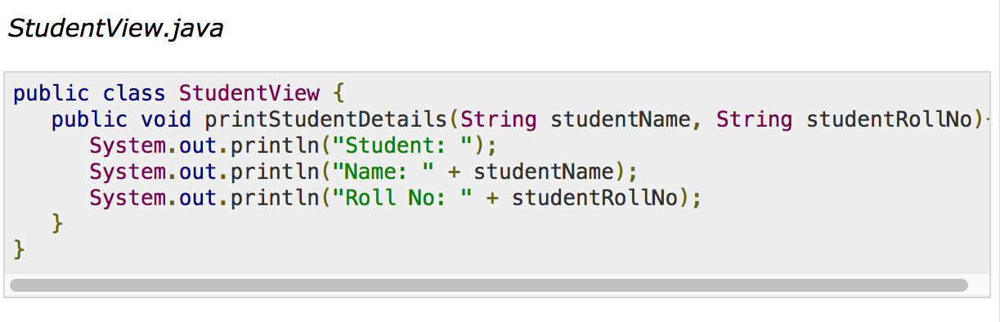 StudentView.java
public class StudentView {
public void printStudentDetails(String studentName, String studentRollNo)
System.out.println("Student: ");
System.out.println("Name: " + studentName);
System.out.println("Roll No: " + studentRollNo);
}
}